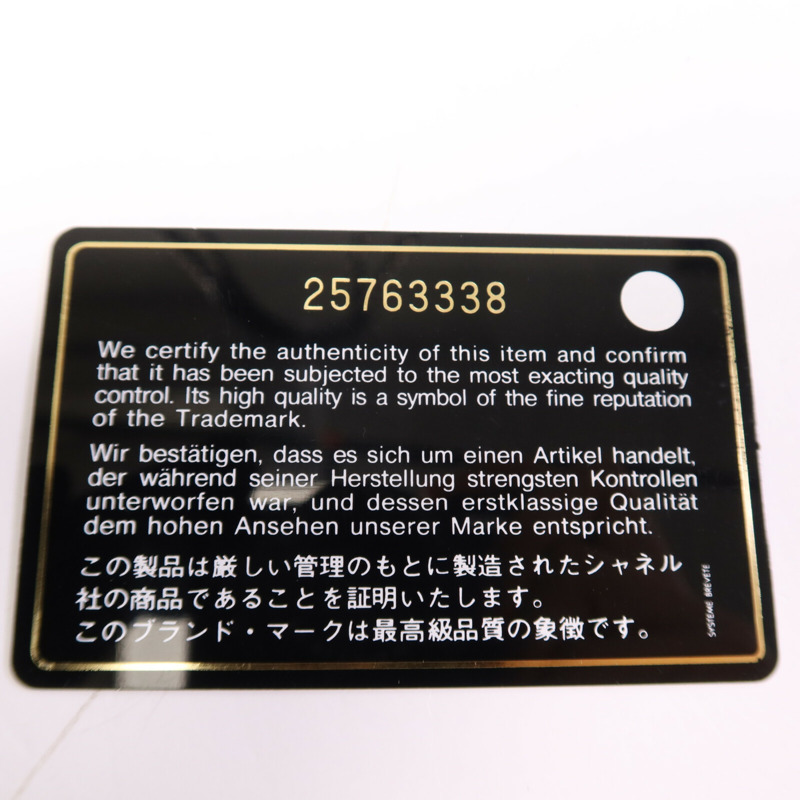 25763338
We certify the authenticity of this item and confirm
that it has been subjected to the most exacting quality
control. Its high quality is a symbol of the fine reputation
of the Trademark.
Wir bestätigen, dass es sich um einen Artikel handelt,
der während seiner Herstellung strengsten Kontrollen
unterworfen war, und dessen erstklassige Qualität
dem hohen Ansehen unserer Marke entspricht.
この製品は厳しい管理のもとに製造されたシャネル
社の商品であることを証明いたします。
このブランド・マークは最高級品質の象徴です。
SYSTEME BREVETE